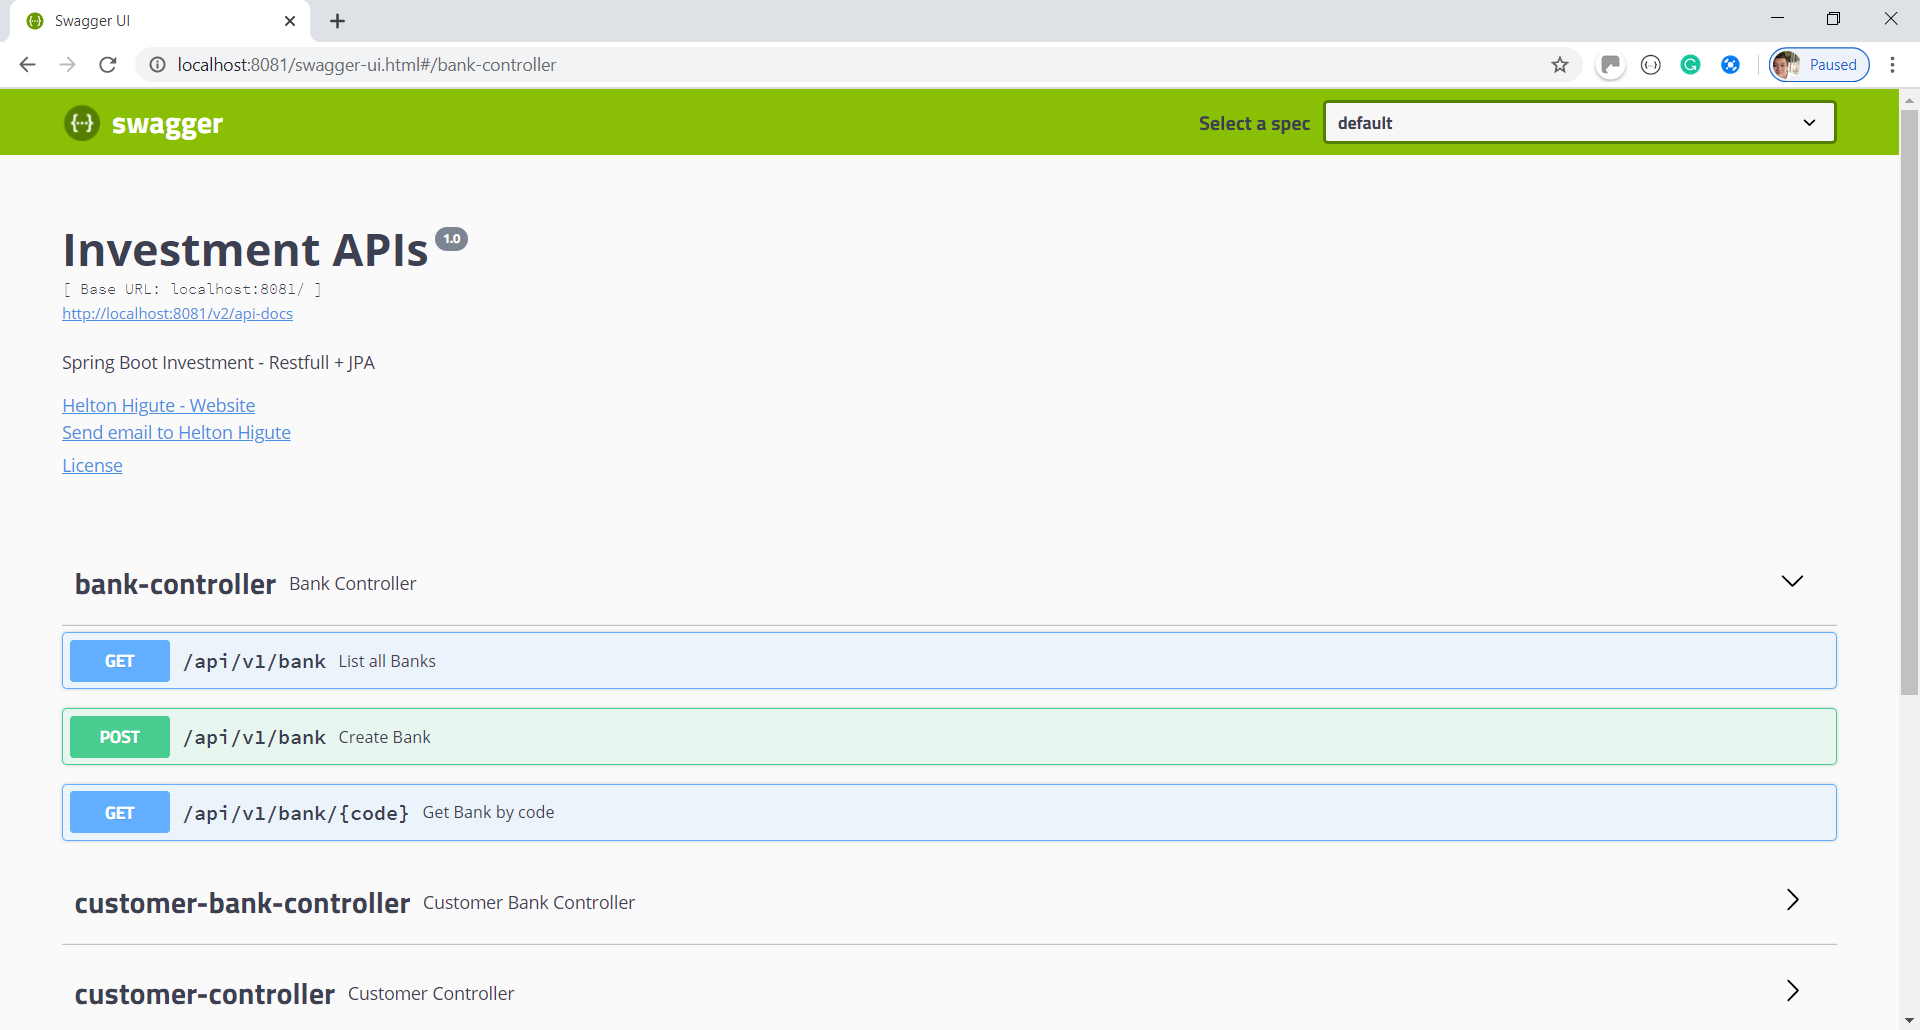 Swagger UI
localhost:8081/swagger-ui.html#/bank-controller
Paused
swagger
Select a spec
default
Investment APIs 1.0
[ Base URL: localhost:8081/ ]
http://localhost:8081/v2/api-docs
Spring Boot Investment - Restfull + JPA
Helton Higute - Website
Send email to Helton Higute
License
bank-controller Bank Controller
GET /api/v1/bank List all Banks
POST /api/v1/bank Create Bank
GET /api/v1/bank/{code} Get Bank by code
customer-bank-controller Customer Bank Controller
customer-controller Customer Controller